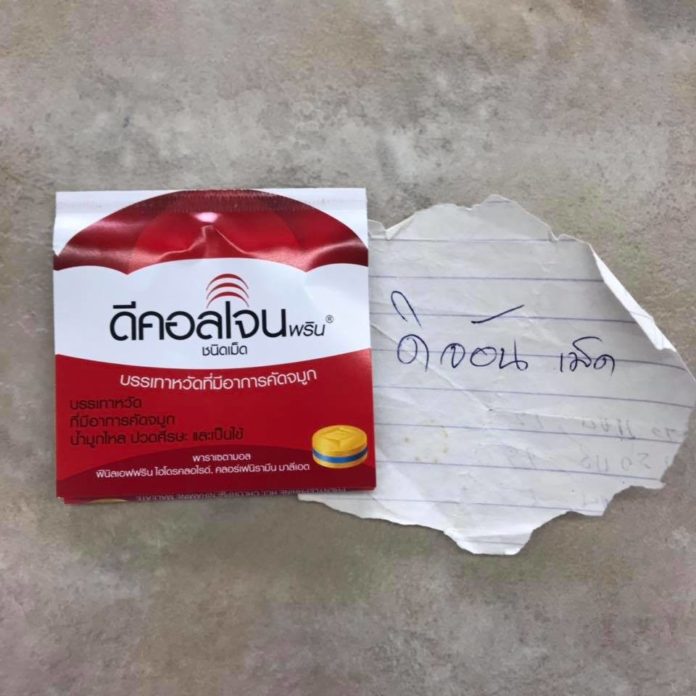 ดีคอลเจนพริน®
ชนิดเม็ด
บรรเทาหวัดที่มีอาการคัดจมูก
บรรเทาหวัด
ที่มีอาการคัดจมูก
น้ำมูกไหล ปวดศีรษะ และเป็นไข้
พาราเซตามอล
ฟีนิลเอฟฟริน ไฮโดรคลอไรด์, คลอร์เฟนิรามีน มาลีเอต
ดิจอัน เม็ด